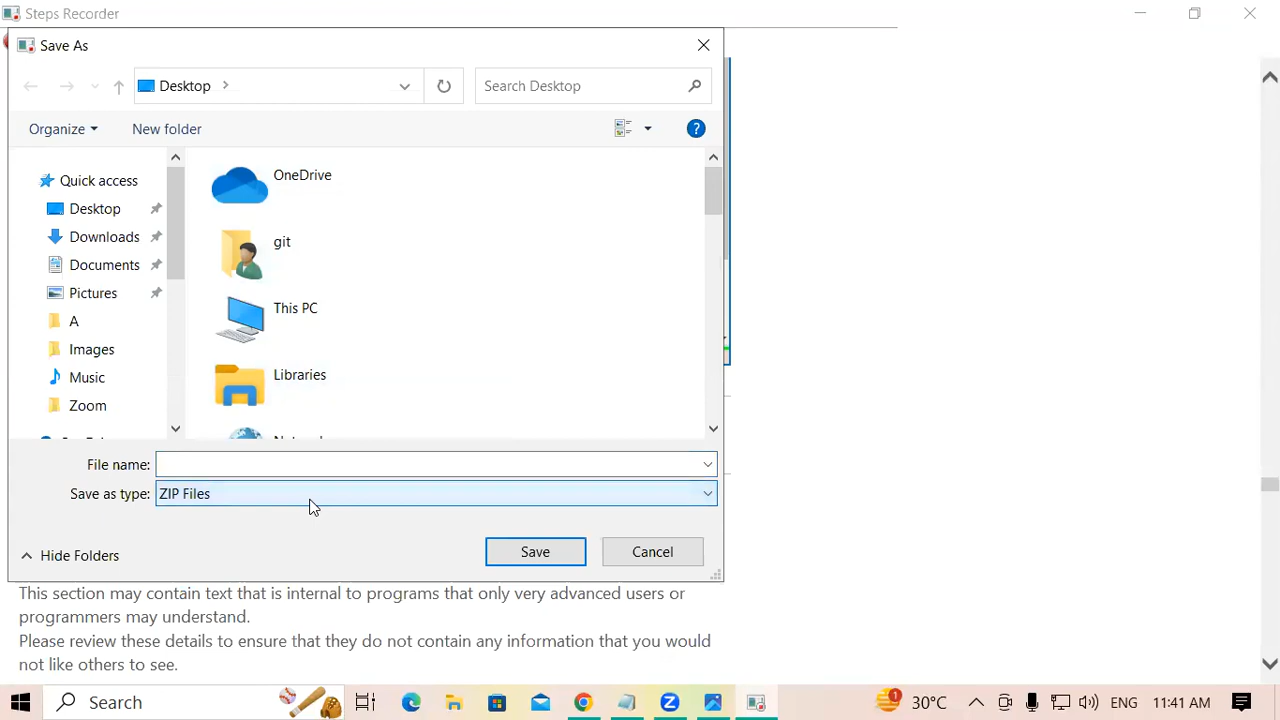 Steps Recorder
Save As
Desktop
Search Desktop
Organize
New folder
Quick access
Desktop
Downloads
Documents
Pictures
A
Images
Music
Zoom
OneDrive
git
This PC
Libraries
File name:
Save as type: ZIP Files
Hide Folders
Save
Cancel
This section may contain text that is internal to programs that only very advanced users or
programmers may understand.
Please review these details to ensure that they do not contain any information that you would
not like others to see.
Search
1
30°C
ENG
11:41 AM